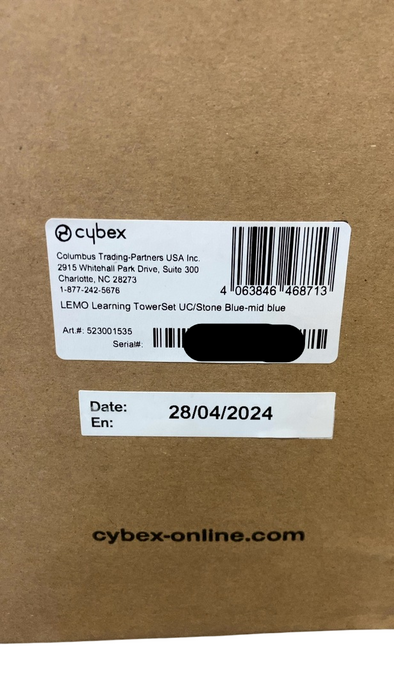 cybex
Columbus Trading-Partners USA Inc.
2915 Whitehall Park Drive, Suite 300
Charlotte, NC 28273
1-877-242-5676
4 063846 468713
LEMO Learning TowerSet UC/Stone Blue-mid blue
Art.#: 523001535
Serial#:
Date: 28/04/2024
En:
cybex-online.com